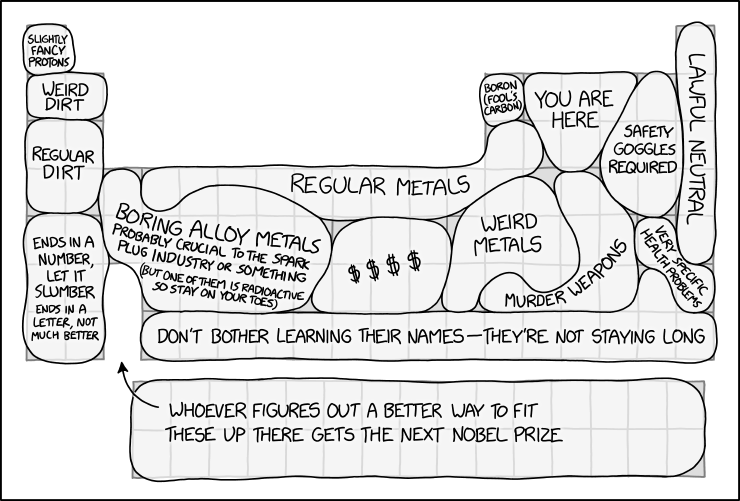 SLIGHTLY
FANCY
PROTONS
WEIRD
DIRT
REGULAR
DIRT
ENDS IN A
NUMBER,
LET IT
SLUMBER
ENDS IN A
LETTER, NOT
MUCH BETTER
BORING ALLOY METALS
PROBABLY CRUCIAL TO THE SPARK
PLUG INDUSTRY OR SOMETHING
(BUT ONE OF THEM IS RADIOACTIVE
SO STAY ON YOUR TOES)
REGULAR METALS
$ $ $ $
WEIRD
METALS
BORON
(FOOL'S
CARBON)
YOU ARE
HERE
MURDER WEAPONS
SAFETY
GOGGLES
REQUIRED
VERY SPECIFIC
HEALTH PROBLEMS
LAWFUL NEUTRAL
DON'T BOTHER LEARNING THEIR NAMES—THEY'RE NOT STAYING LONG
WHOEVER FIGURES OUT A BETTER WAY TO FIT
THESE UP THERE GETS THE NEXT NOBEL PRIZE